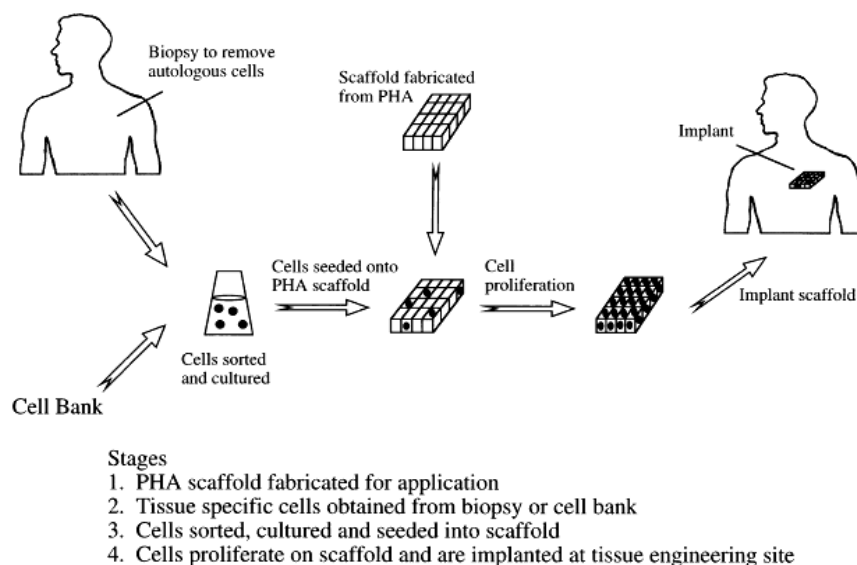 Biopsy to remove
autologous cells
Scaffold fabricated
from PHA
Implant
Cells seeded onto
PHA scaffold
Cell
proliferation
Implant scaffold
Cells sorted
and cultured
Cell Bank
Stages
1. PHA scaffold fabricated for application
2. Tissue specific cells obtained from biopsy or cell bank
3. Cells sorted, cultured and seeded into scaffold
4. Cells proliferate on scaffold and are implanted at tissue engineering site